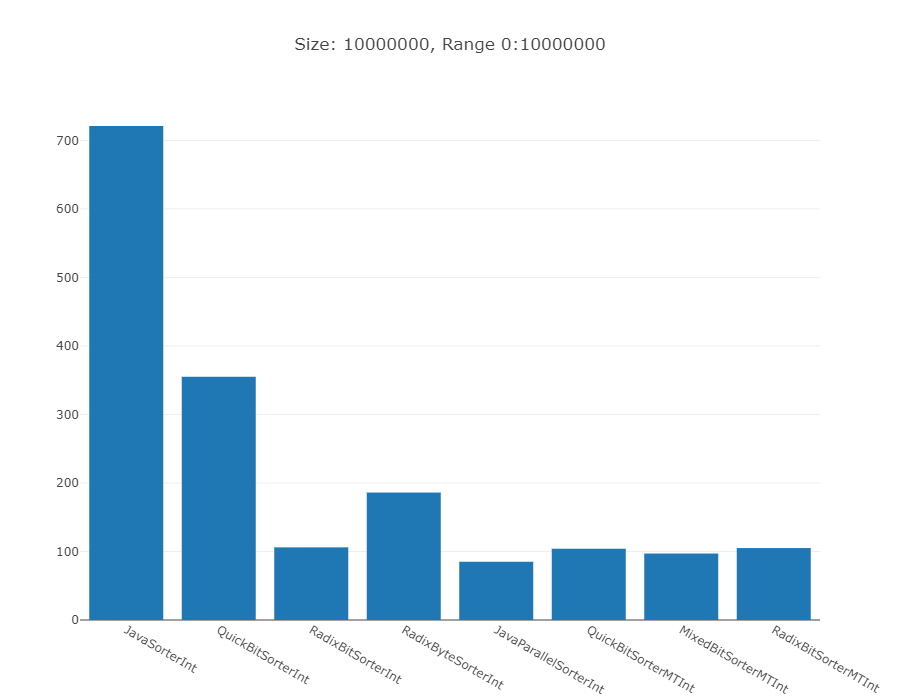 Size: 10000000, Range 0:10000000
700
600
500
400
300
200
100
0
JavaSorterInt
QuickBitSorterInt
RadixBitSorterInt
RadixByteSorterInt
JavaParallelSorterInt
QuickBitSorterMTInt
MixedBitSorterMTInt
RadixBitSorterMTInt